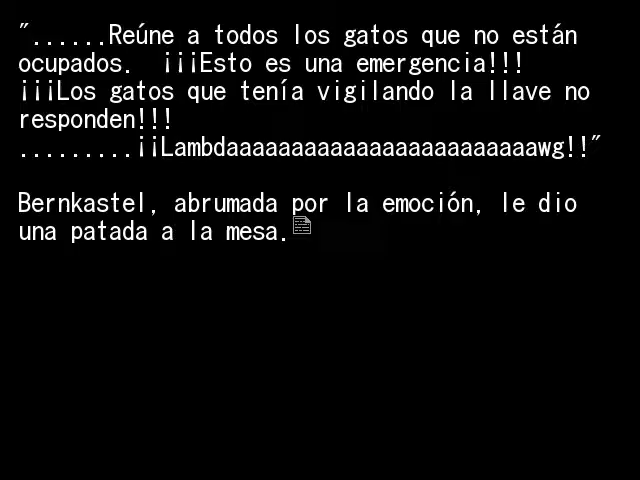 "......Reúne a todos los gatos que no están
ocupados.  ¡¡¡Esto es una emergencia!!!
¡¡¡Los gatos que tenía vigilando la llave no
responden!!!
.........¡¡Lambdaaaaaaaaaaaaaaaaaaaaaaaaawg!!"
Bernkastel, abrumada por la emoción, le dio
una patada a la mesa.